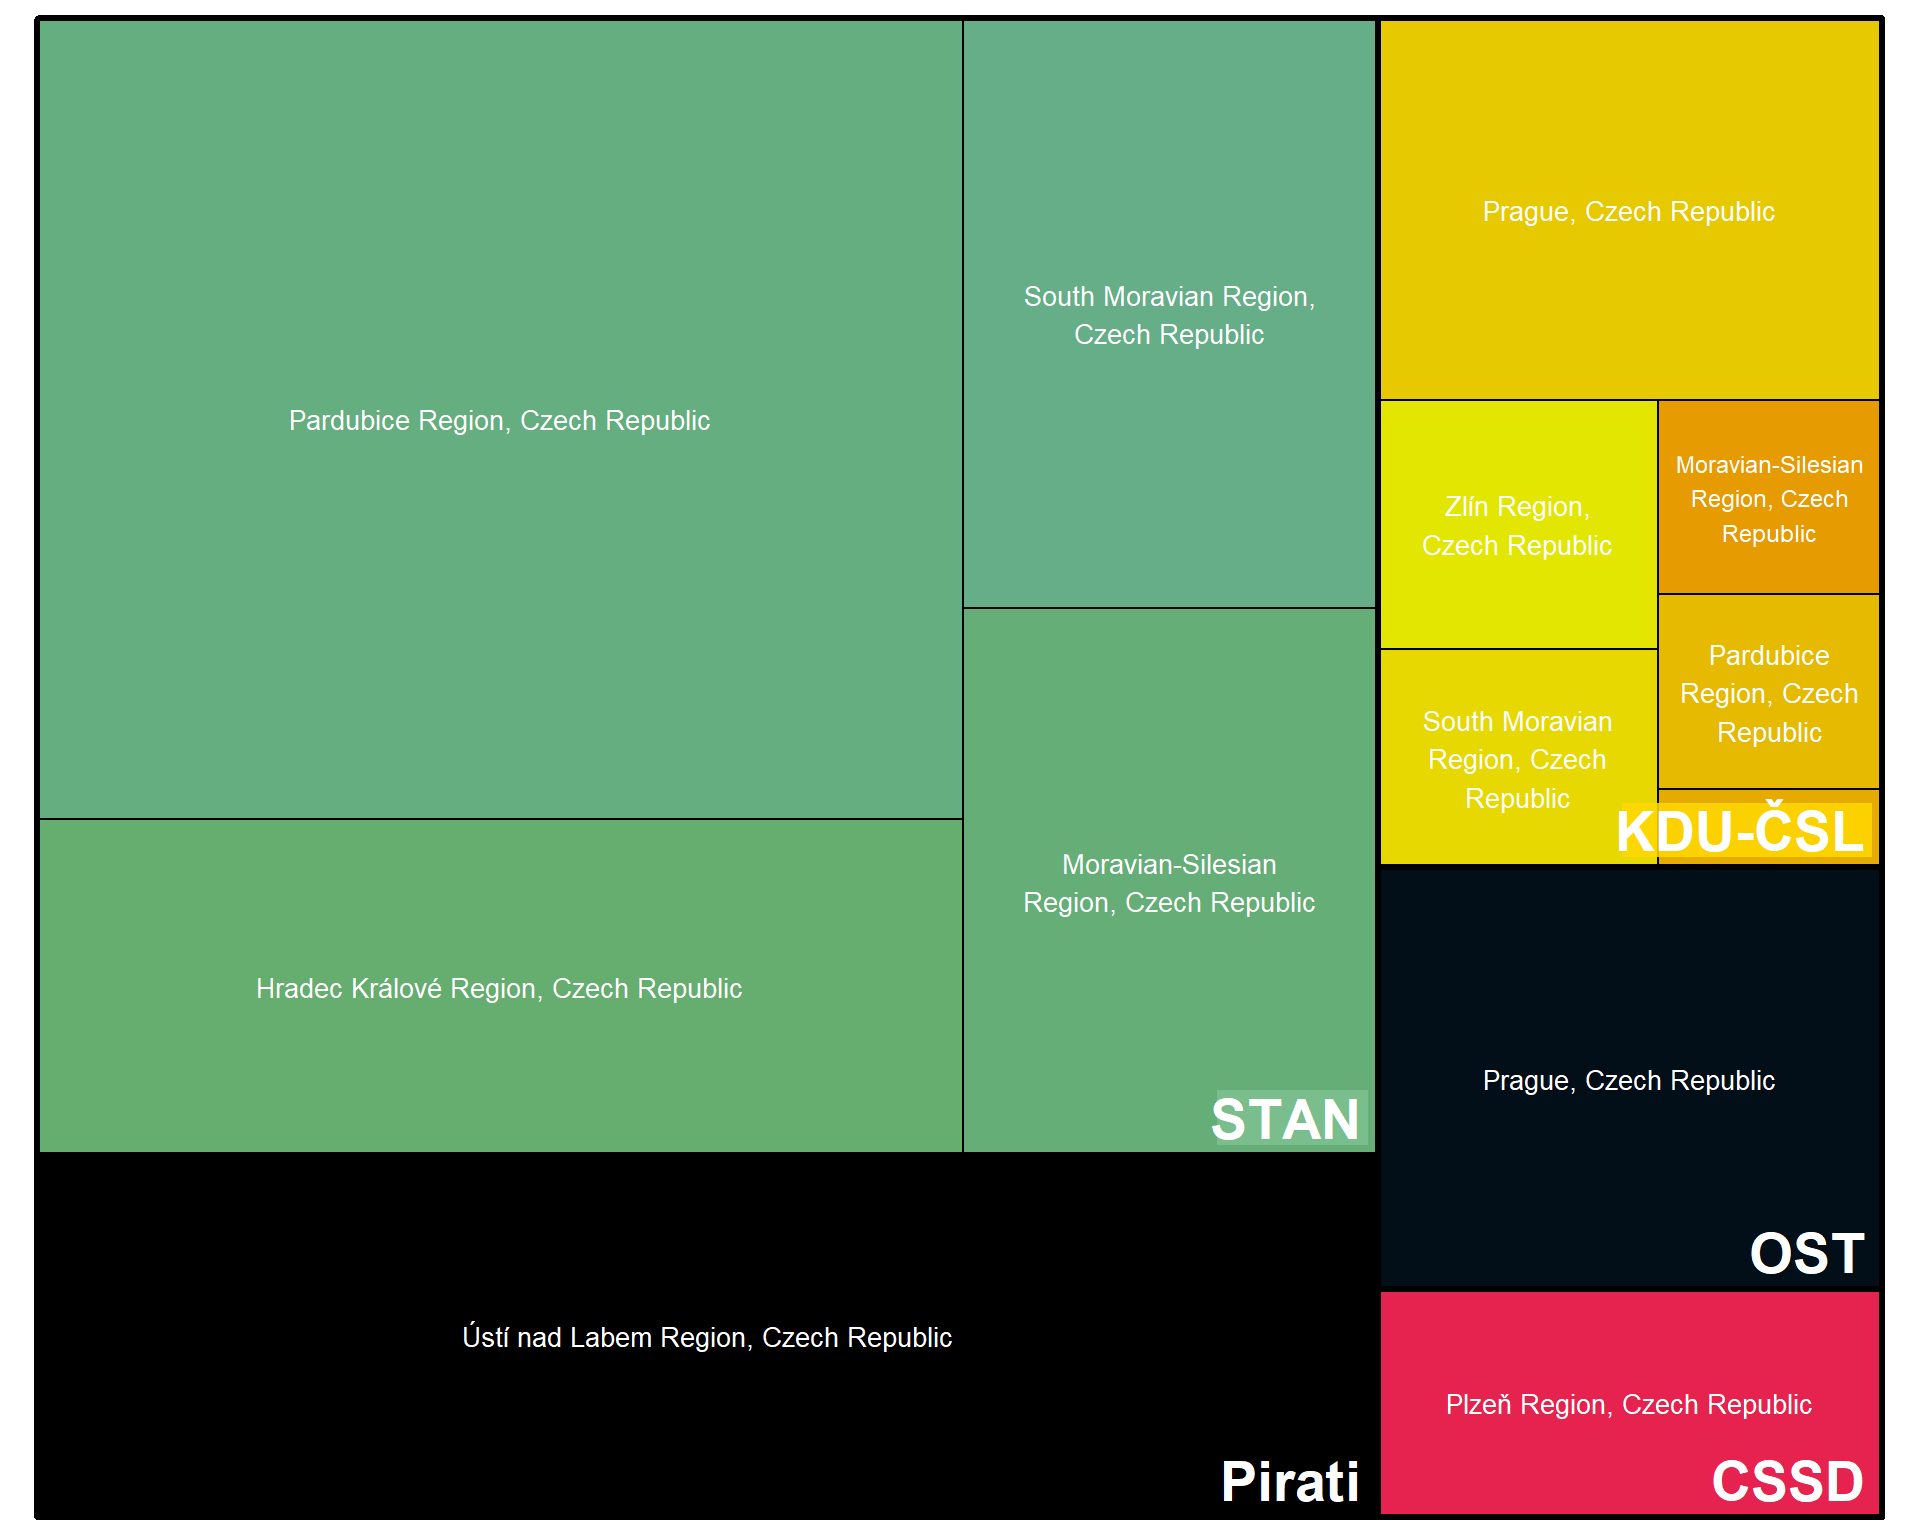 Pardubice Region, Czech Republic
Hradec Králové Region, Czech Republic
South Moravian Region,
Czech Republic
Moravian-Silesian
Region, Czech Republic
STAN
Ústí nad Labem Region, Czech Republic
Pirati
Prague, Czech Republic
Zlín Region,
Czech Republic
South Moravian
Region, Czech
Republic
Moravian-Silesian
Region, Czech
Republic
Pardubice
Region, Czech
Republic
KDU-ČSL
Prague, Czech Republic
OST
Plzeň Region, Czech Republic
CSSD